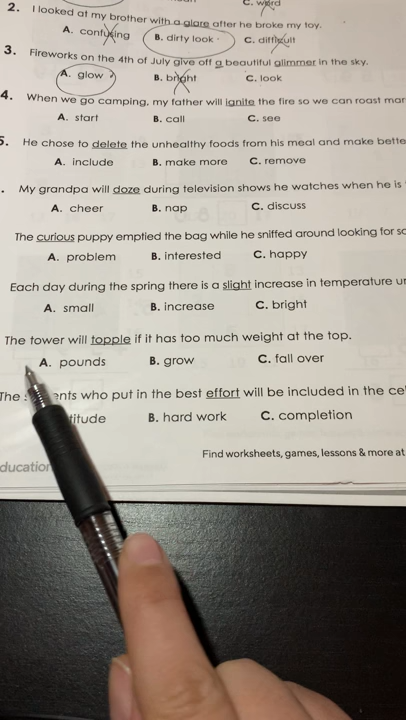 C. word
2. I looked at my brother with a glare after he broke my toy.
A. confusing B. dirty look C. difficult
3. Fireworks on the 4th of July give off a beautiful glimmer in the sky.
A. glow B. bright C. look
4. When we go camping, my father will ignite the fire so we can roast mar
A. start B. call C. see
5. He chose to delete the unhealthy foods from his meal and make bette
A. include B. make more C. remove
. My grandpa will doze during television shows he watches when he is
A. cheer B. nap C. discuss
The curious puppy emptied the bag while he sniffed around looking for so
A. problem B. interested C. happy
Each day during the spring there is a slight increase in temperature un
A. small B. increase C. bright
The tower will topple if it has too much weight at the top.
A. pounds B. grow C. fall over
The s nts who put in the best effort will be included in the ce
titude B. hard work C. completion
Find worksheets, games, lessons & more at
ducation